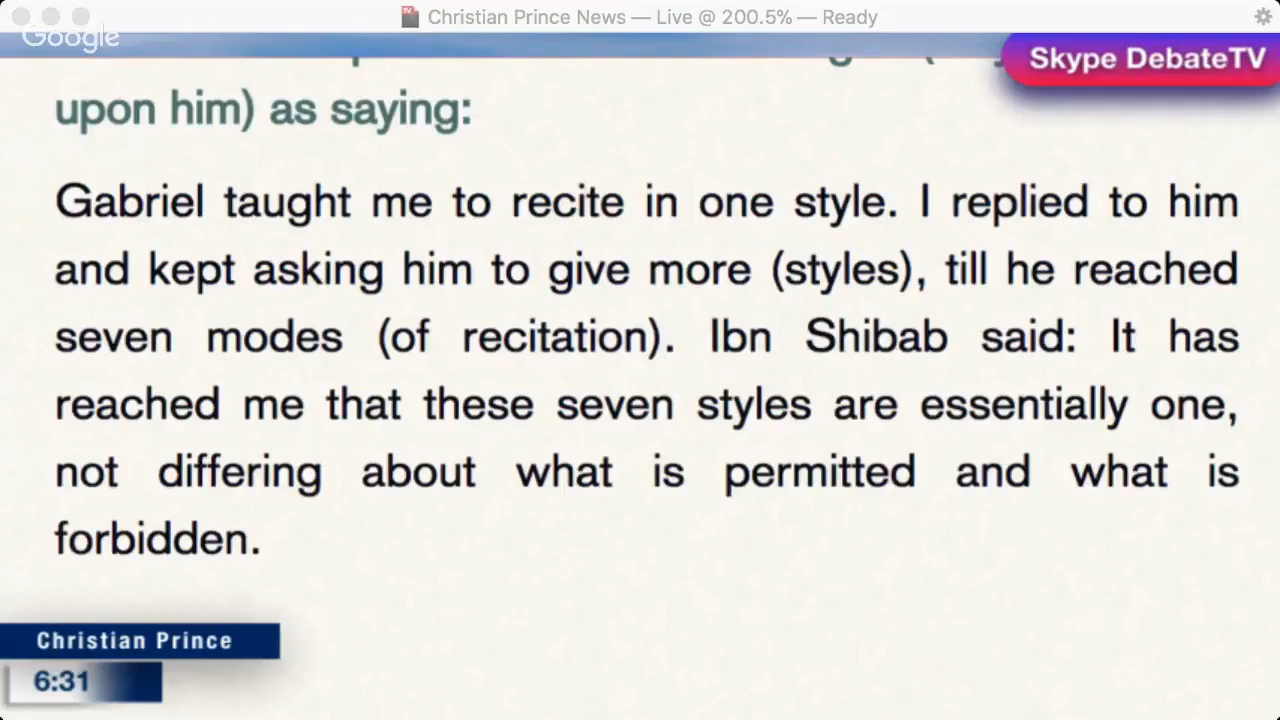 Christian Prince News — Live @ 200.5% — Ready
Google
Skype DebateTV
upon him) as saying:
Gabriel taught me to recite in one style. I replied to him
and kept asking him to give more (styles), till he reached
seven modes (of recitation). Ibn Shibab said: It has
reached me that these seven styles are essentially one,
not differing about what is permitted and what is
forbidden.
Christian Prince
6:31